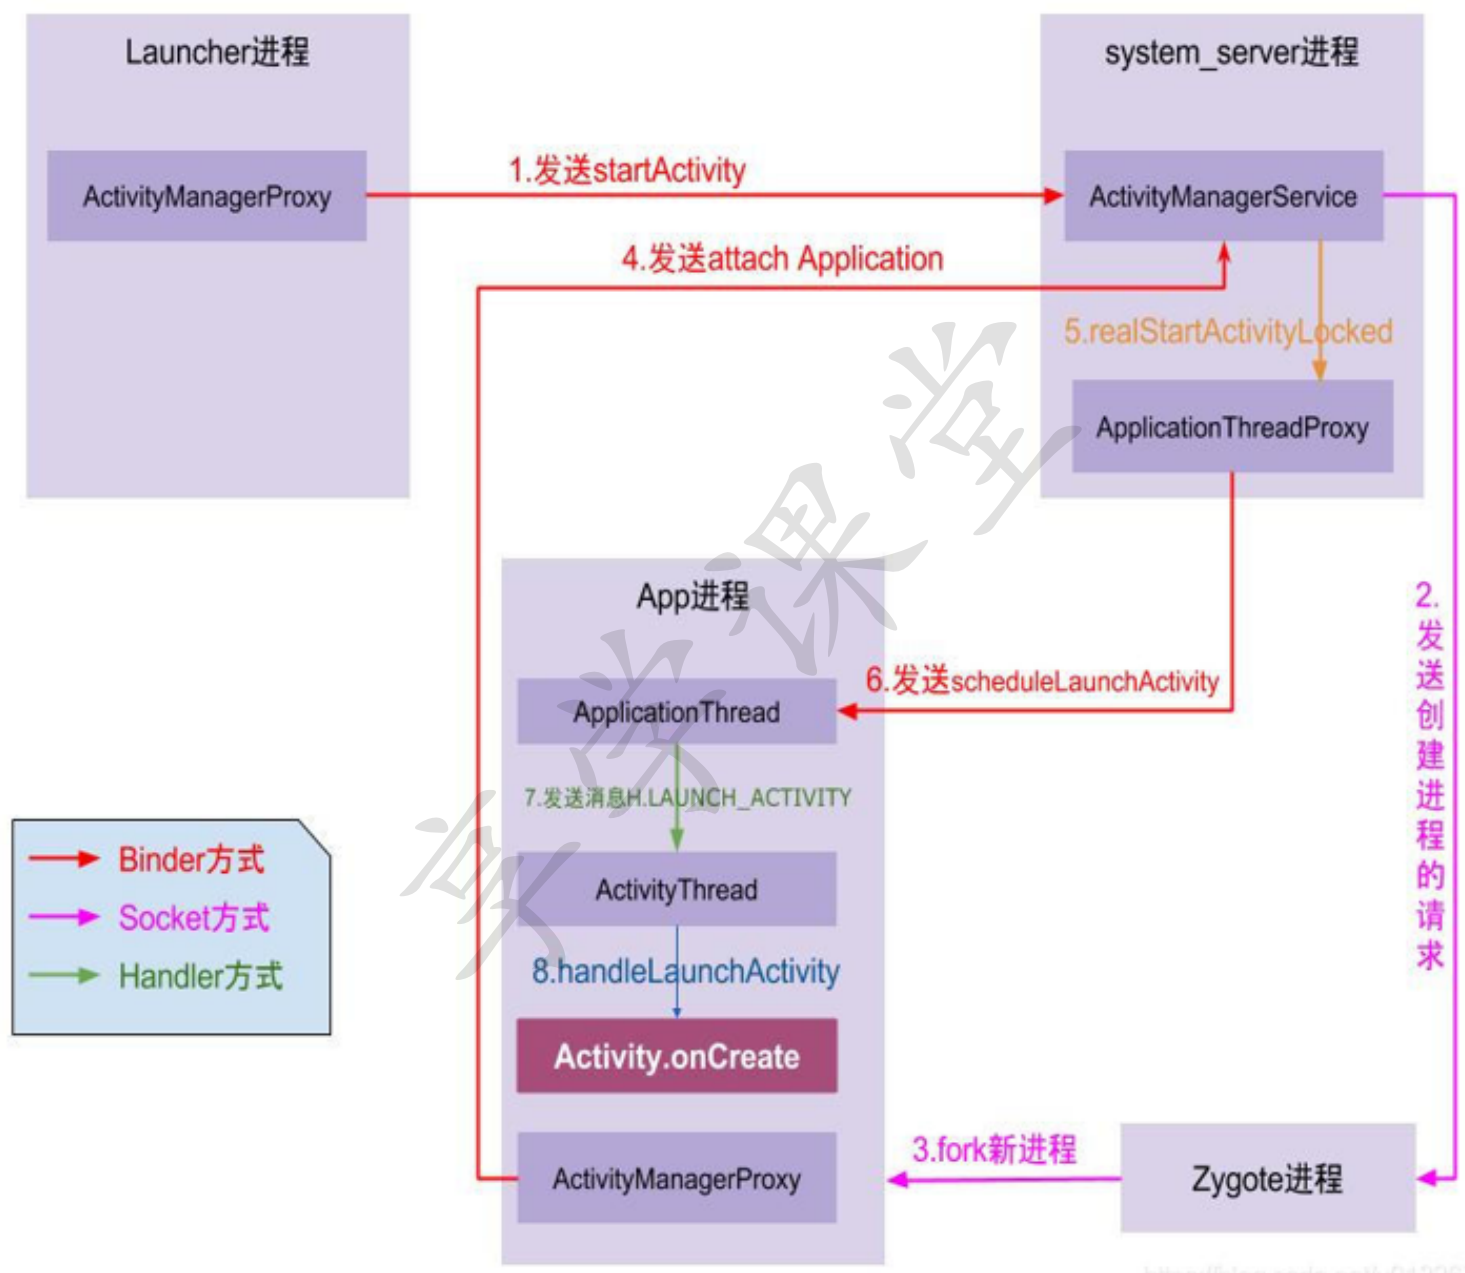 Launcher进程
system_server进程
ActivityManagerProxy
1.发送startActivity
ActivityManagerService
4.发送attach Application
5.realStartActivityLocked
ApplicationThreadProxy
2.
发
送
创
建
进
程
的
请
求
App进程
6.发送scheduleLaunchActivity
ApplicationThread
7.发送消息H.LAUNCH_ACTIVITY
ActivityThread
8.handleLaunchActivity
Activity.onCreate
ActivityManagerProxy
3.fork新进程
Zygote进程
Binder方式
Socket方式
Handler方式
享学课堂